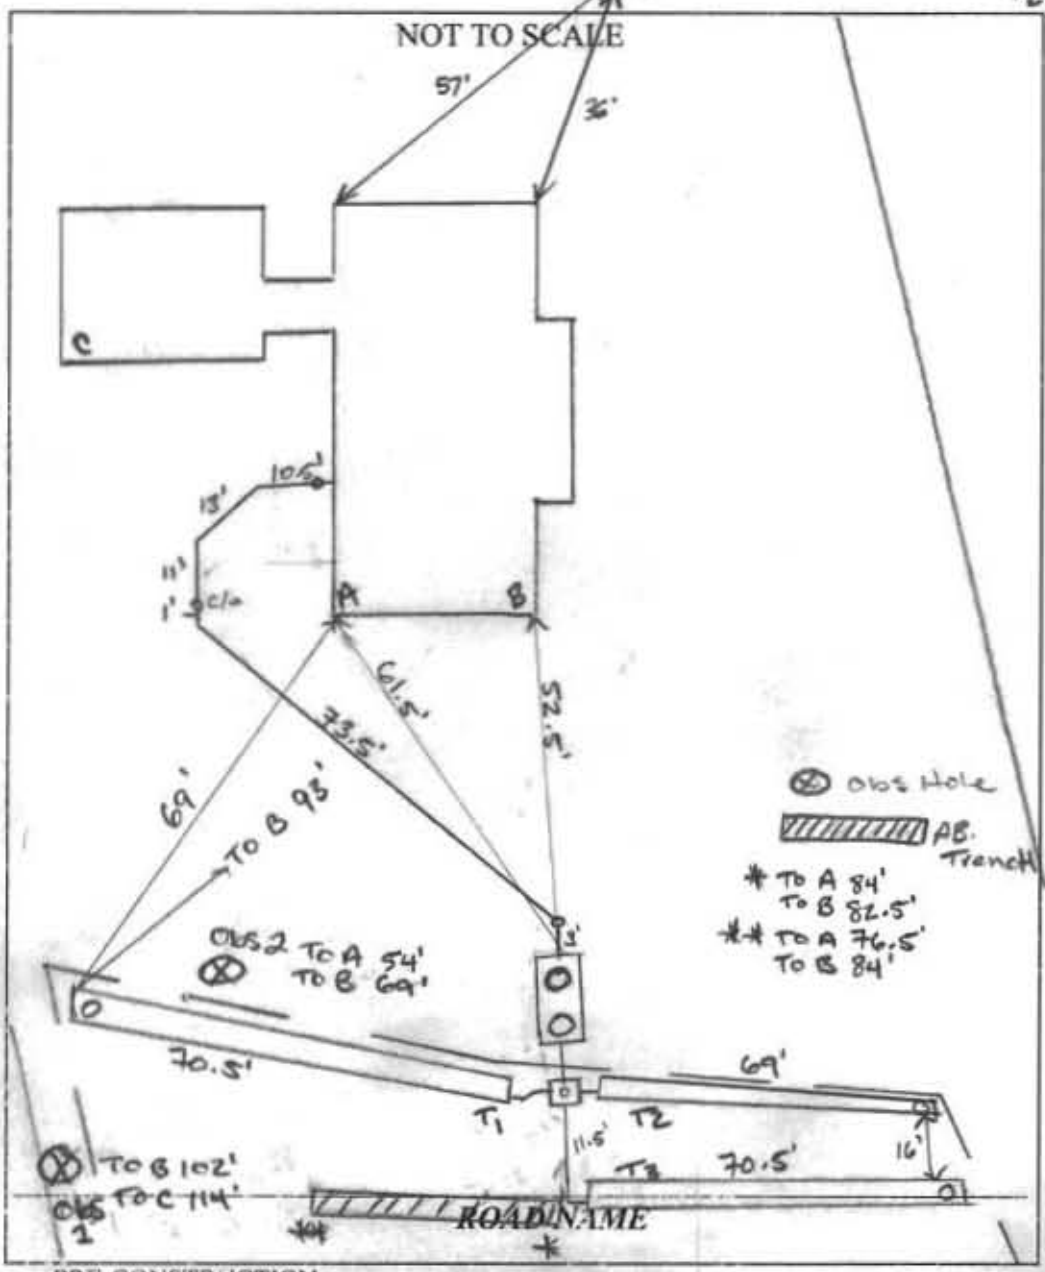 NOT TO SCALE
57'
36'
C
10.5'
13'
11'
1'
c/o
A
B
61.5'
73.5'
52.5'
69'
TO B 93'
Obs Hole
AB.
Trench
* TO A 84'
TO B 82.5'
** TO A 76.5'
TO B 84'
Obs 2 TO A 54'
TO B 69'
3'
70.5'
69'
T1
T2
11.5'
16'
T3
70.5'
TO B 102'
TO C 114'
Obs
1
ROAD NAME
**
*